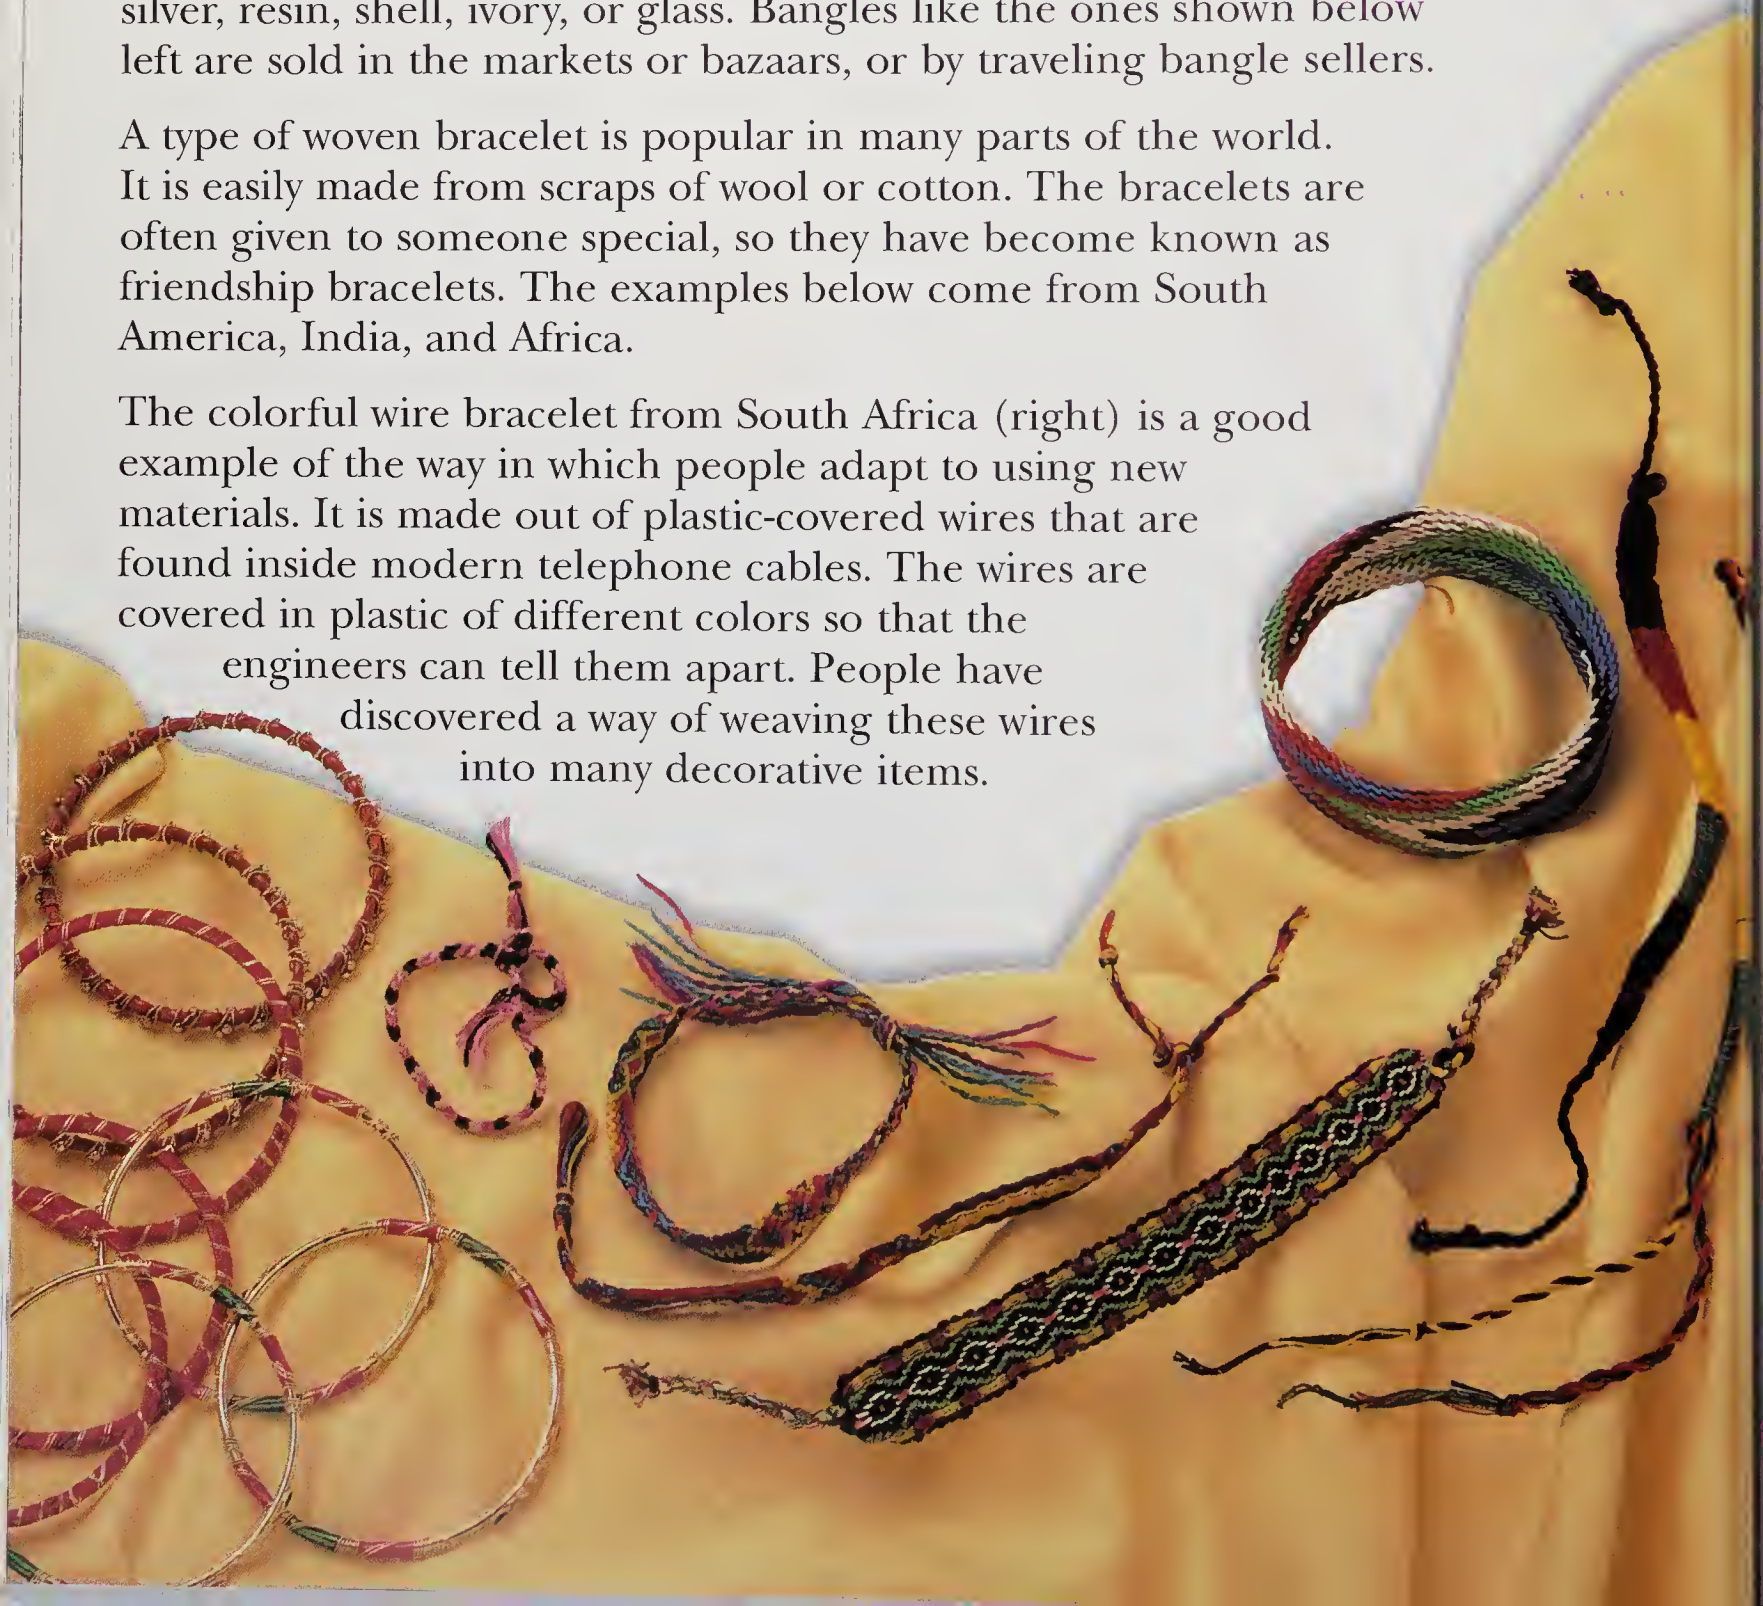 silver, resin, shell, ivory, or glass. Bangles like the ones shown below
left are sold in the markets or bazaars, or by traveling bangle sellers.
A type of woven bracelet is popular in many parts of the world.
It is easily made from scraps of wool or cotton. The bracelets are
often given to someone special, so they have become known as
friendship bracelets. The examples below come from South
America, India, and Africa.
The colorful wire bracelet from South Africa (right) is a good
example of the way in which people adapt to using new
materials. It is made out of plastic-covered wires that are
found inside modern telephone cables. The wires are
covered in plastic of different colors so that the
engineers can tell them apart. People have
discovered a way of weaving these wires
into many decorative items.